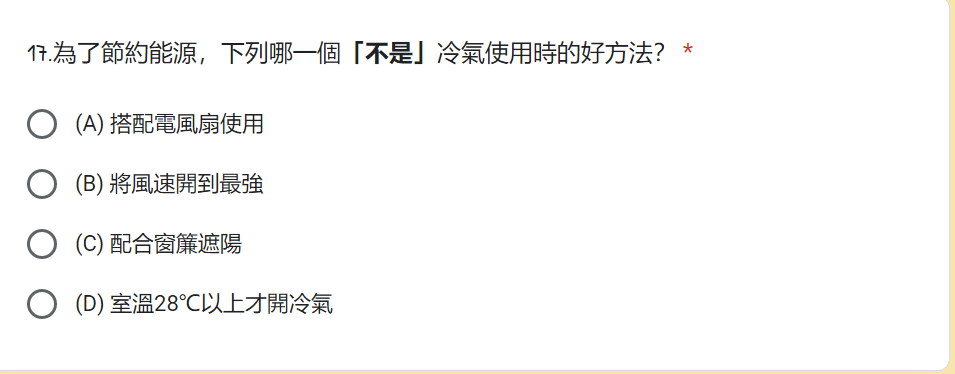 17.為了節約能源，下列哪一個「不是」冷氣使用時的好方法？ *
(A) 搭配電風扇使用
(B) 將風速開到最強
(C) 配合窗簾遮陽
(D) 室溫28℃以上才開冷氣